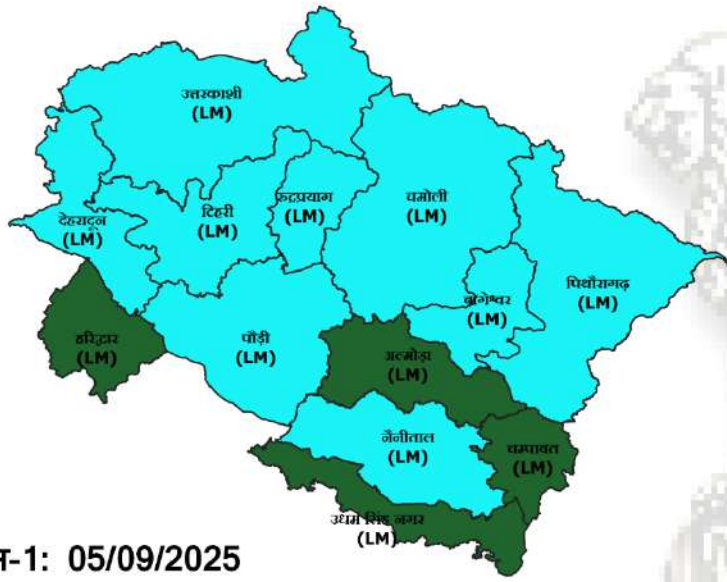 उत्तरकाशी
(LM)
देहरादून
(LM)
टिहरी
(LM)
रुद्रप्रयाग
(LM)
चमोली
(LM)
पिथौरागढ़
(LM)
बागेश्वर
(LM)
हरिद्वार
(LM)
पौड़ी
(LM)
अल्मोड़ा
(LM)
नैनीताल
(LM)
चम्पावत
(LM)
उधम सिंह नगर
(LM)
-1: 05/09/2025